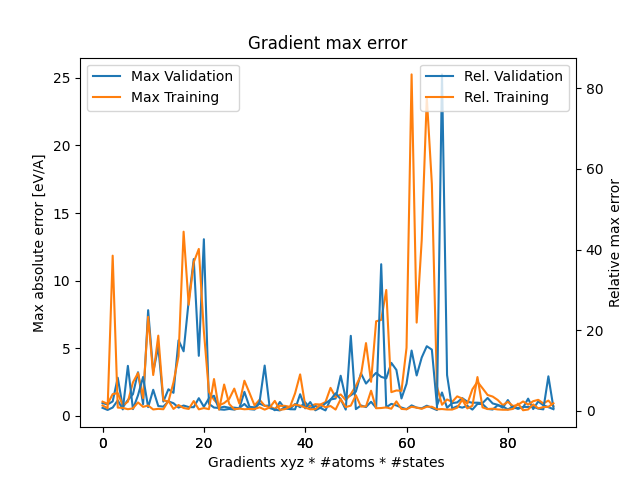 Gradient max error
Max Validation
Max Training
Rel. Validation
Rel. Training
Max absolute error [eV/A]
25
20
15
10
5
0
80
60
40
20
0
Relative max error
0 20 40 60 80
Gradients xyz * #atoms * #states